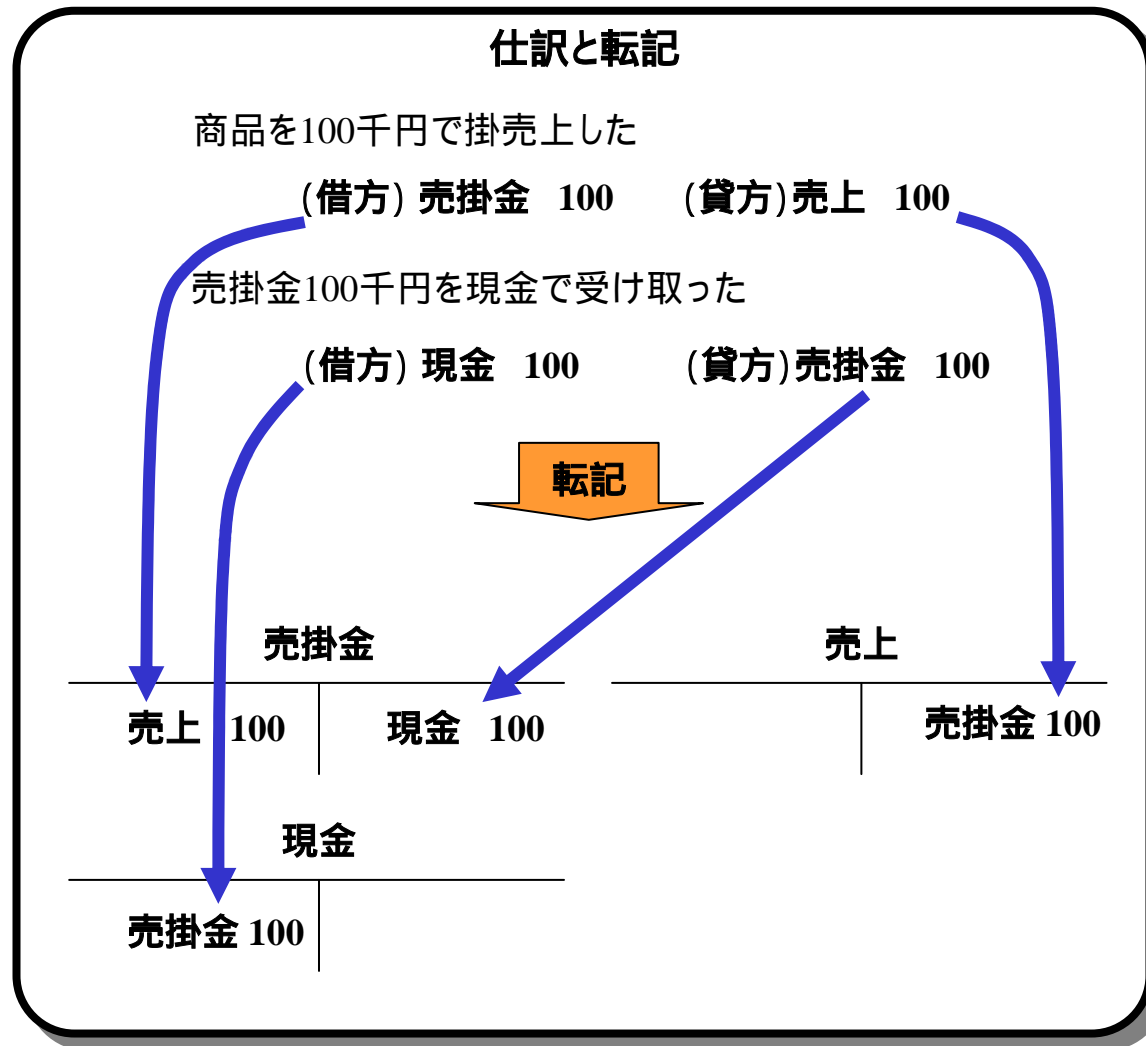 仕訳と転記
商品を100千円で掛売上した
(借方) 売掛金 100 (貸方)売上 100
売掛金100千円を現金で受け取った
(借方) 現金 100 (貸方)売掛金 100
転記
売掛金 売上
売上 100 現金 100 売掛金 100
現金
売掛金 100